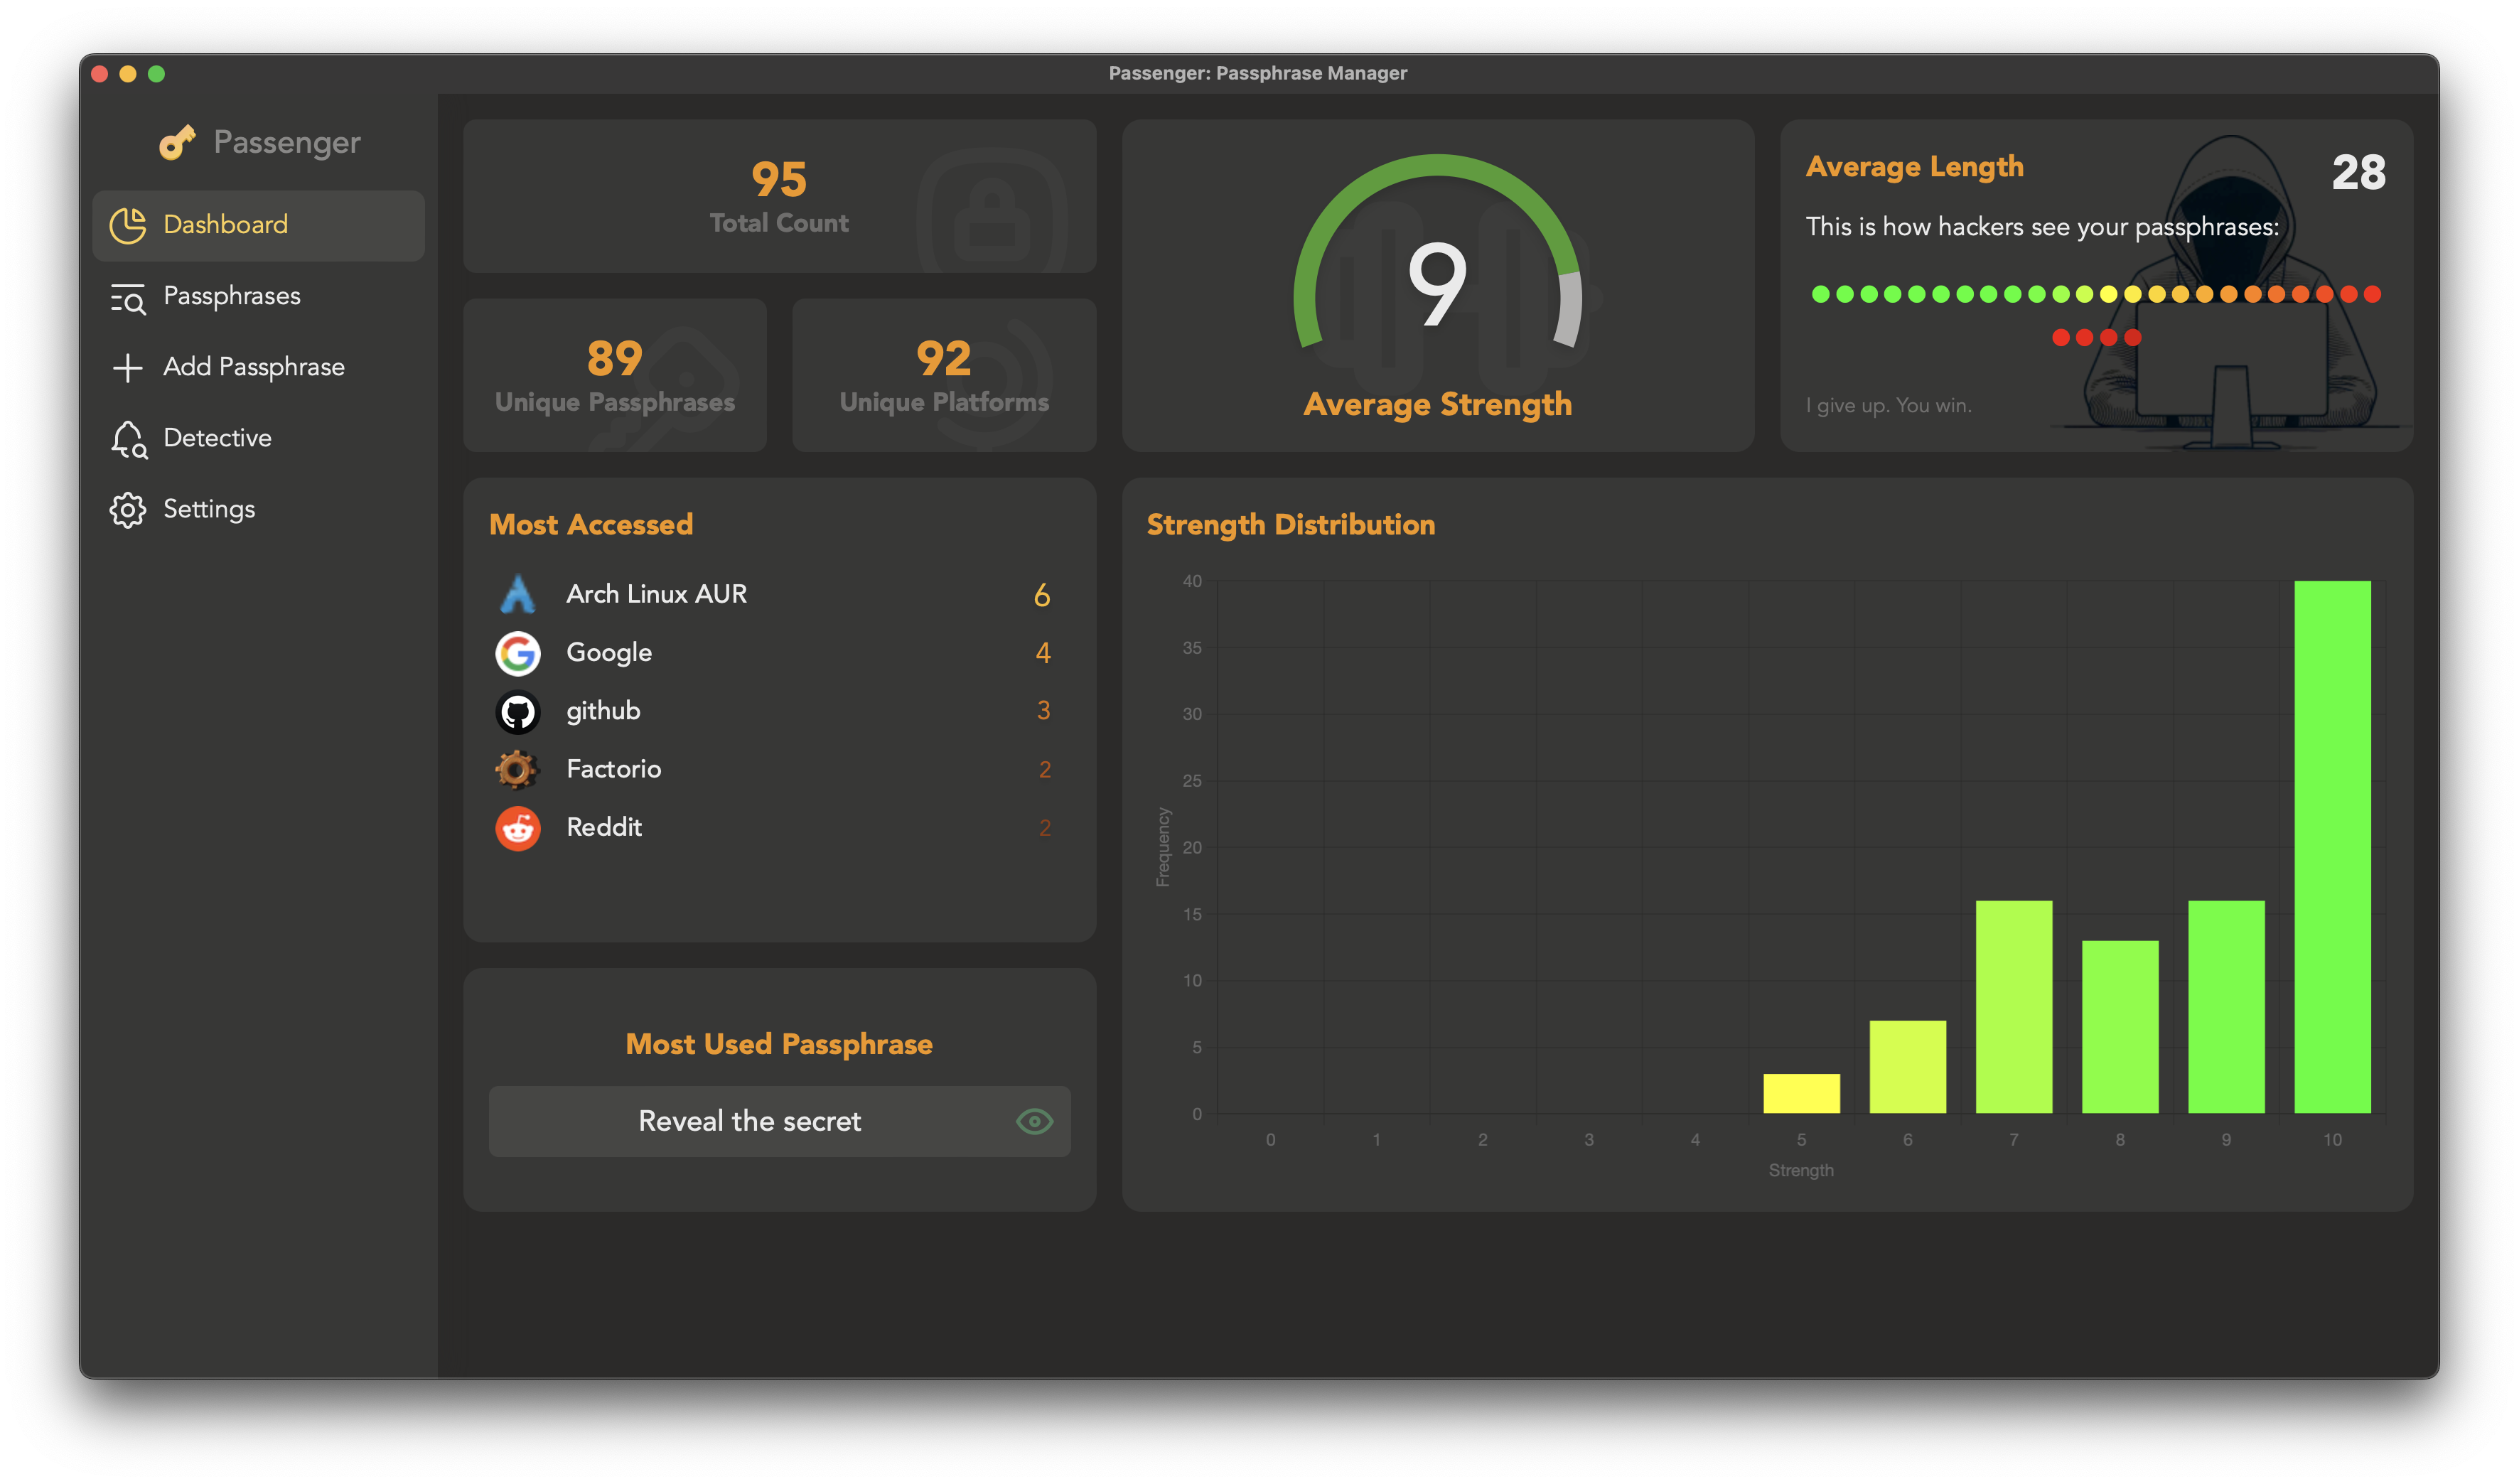 Passenger: Passphrase Manager
Passenger
Dashboard
Passphrases
Add Passphrase
Detective
Settings
95
Total Count
89
Unique Passphrases
92
Unique Platforms
9
Average Strength
Average Length
28
This is how hackers see your passphrases:
I give up. You win.
Most Accessed
Arch Linux AUR 6
Google 4
github 3
Factorio 2
Reddit 2
Most Used Passphrase
Reveal the secret
Strength Distribution
40
35
30
25
20
15
10
5
0
Frequency
0 1 2 3 4 5 6 7 8 9 10
Strength